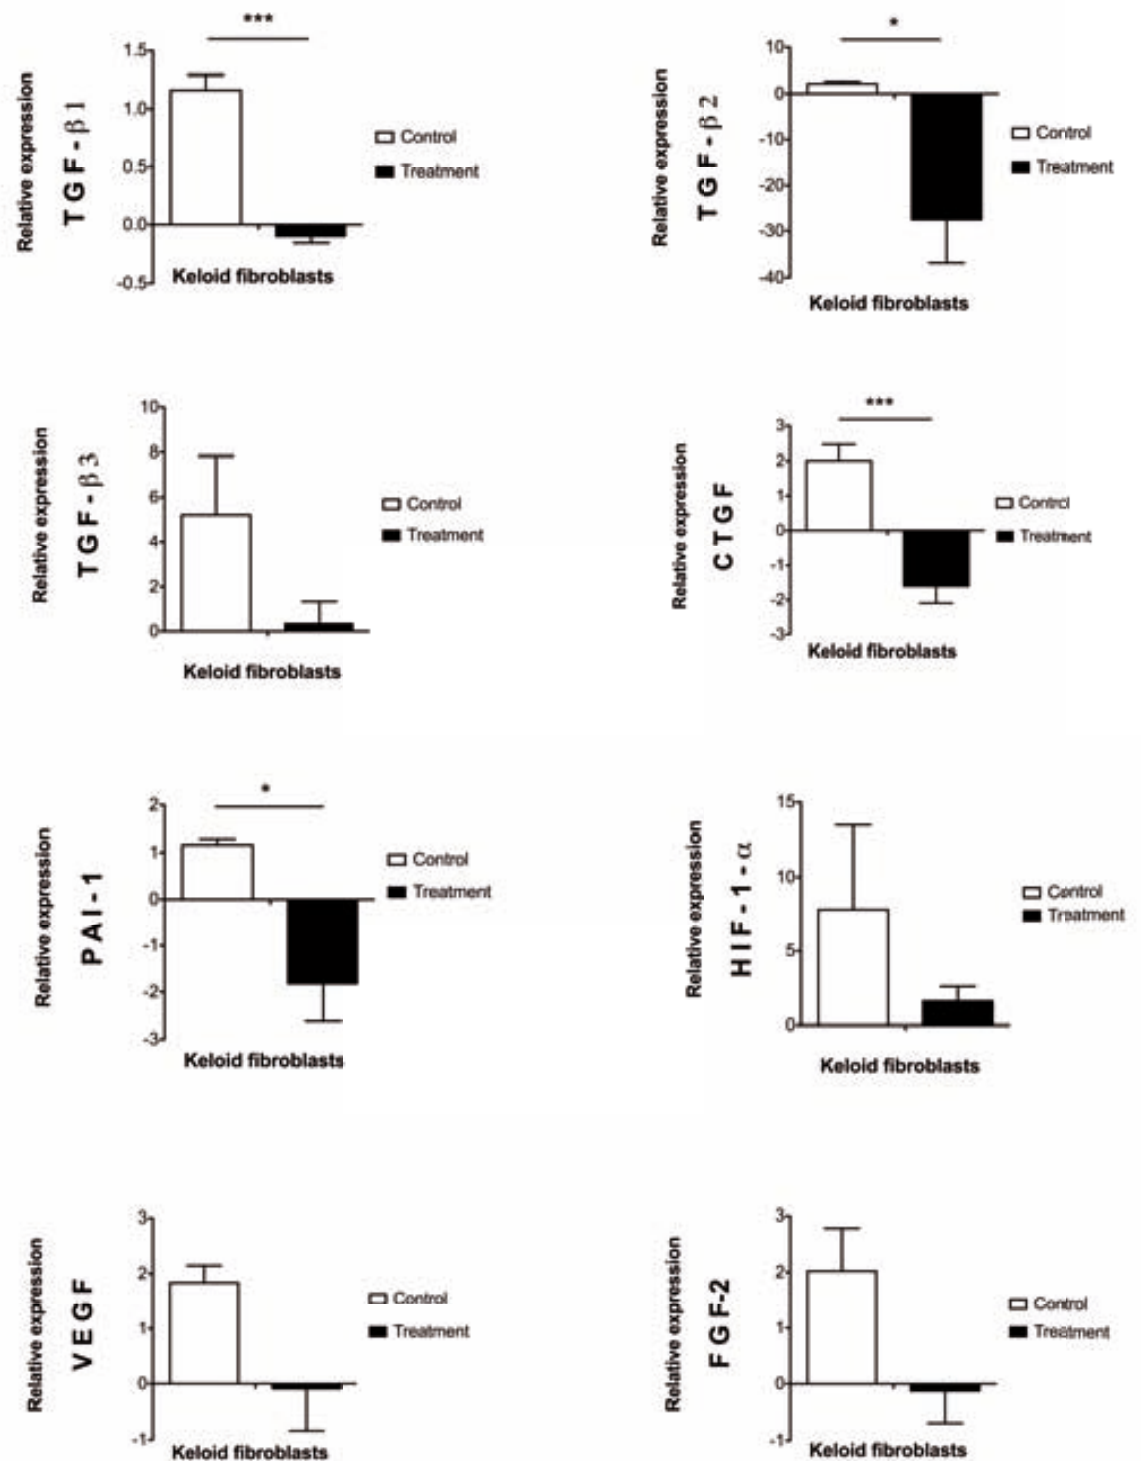 ***
Relative expression
TGF-β1
1.5
1.0
0.5
0.0
-0.5
Keloid fibroblasts
Control
Treatment
*
Relative expression
TGF-β2
10
0
-10
-20
-30
-40
Keloid fibroblasts
Control
Treatment
Relative expression
TGF-β3
10
8
6
4
2
0
Keloid fibroblasts
Control
Treatment
***
Relative expression
CTGF
3
2
1
0
-1
-2
-3
Keloid fibroblasts
Control
Treatment
*
Relative expression
PAI-1
2
1
0
-1
-2
-3
Keloid fibroblasts
Control
Treatment
Relative expression
HIF-1-α
15
10
5
0
Keloid fibroblasts
Control
Treatment
Relative expression
VEGF
3
2
1
0
-1
Keloid fibroblasts
Control
Treatment
Relative expression
FGF-2
3
2
1
0
-1
Keloid fibroblasts
Control
Treatment